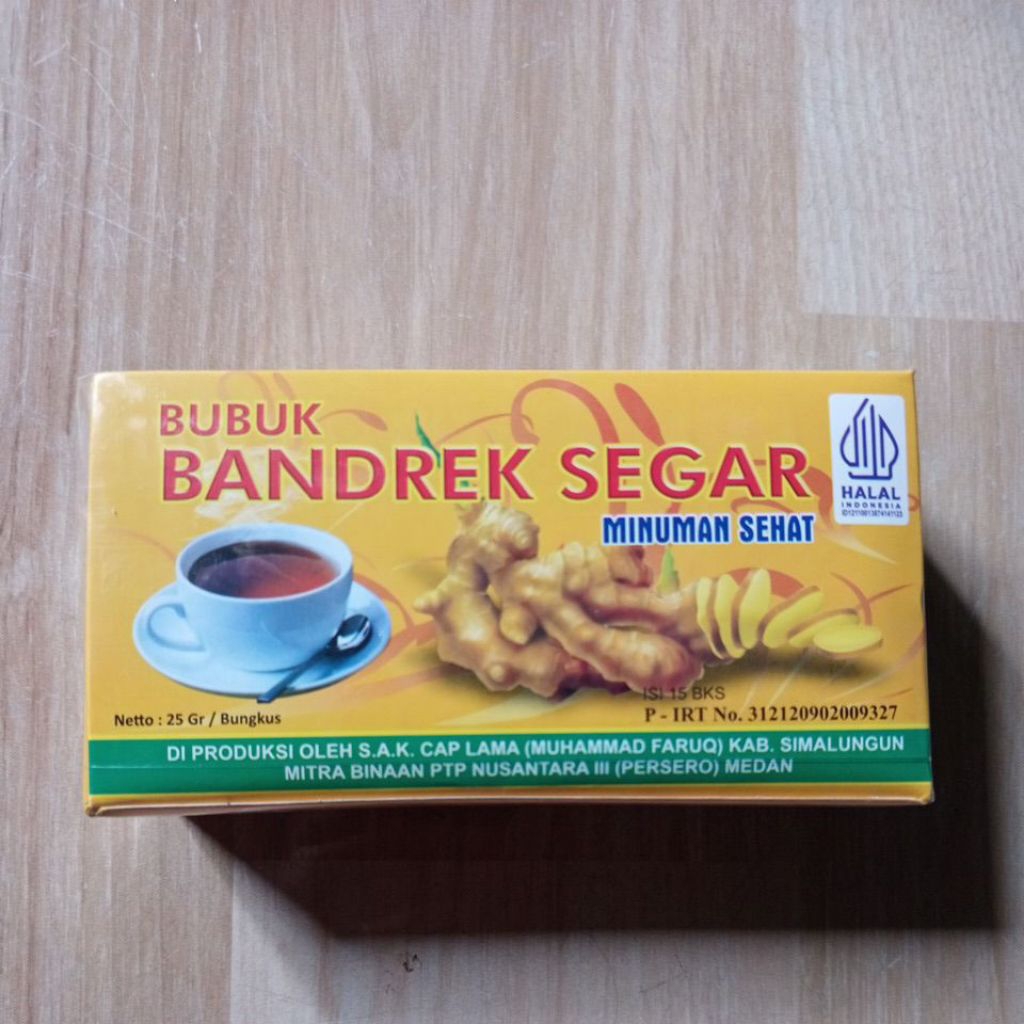 BUBUK
BANDREK SEGAR
MINUMAN SEHAT
HALAL
INDONESIA
ISI 15 BKS
Netto : 25 Gr / Bungkus
P - IRT No. 312120902009327
DI PRODUKSI OLEH S.A.K. CAP LAMA (MUHAMMAD FARUQ) KAB. SIMALUNGUN
MITRA BINAAN PTP NUSANTARA III (PERSERO) MEDAN